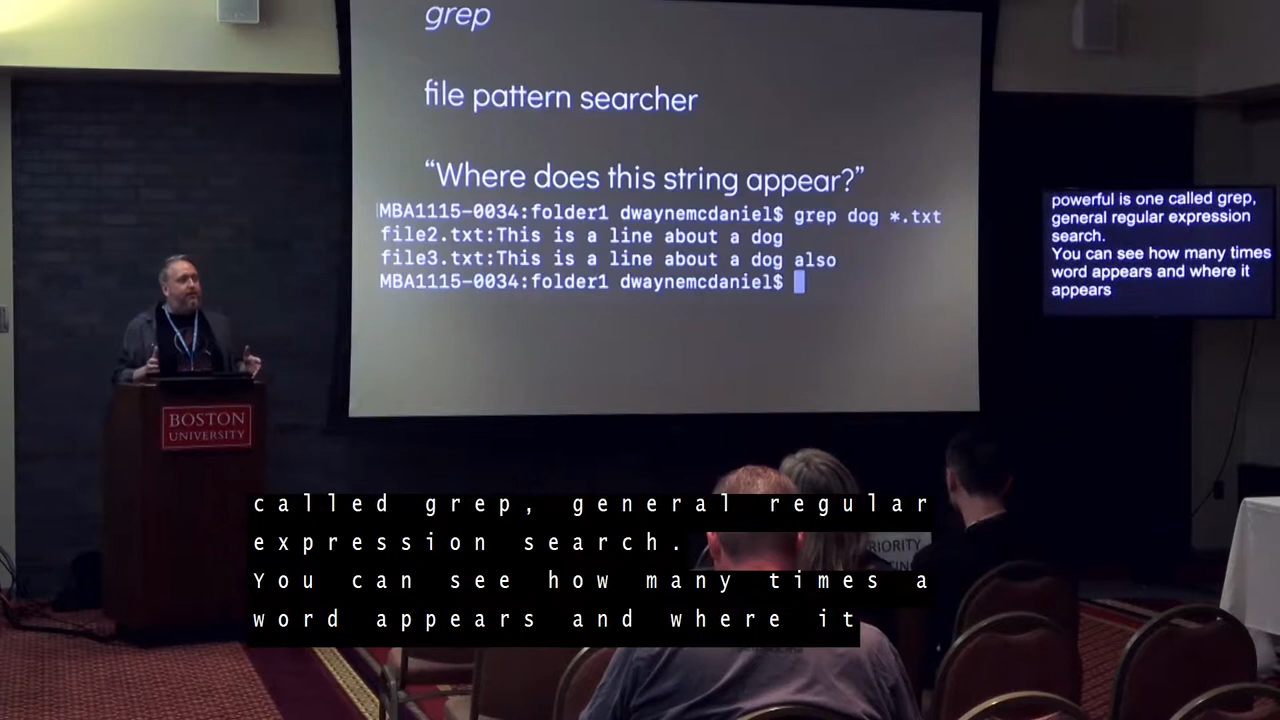 grep
file pattern searcher
“Where does this string appear?”
MBA1115-0034:folder1 dwaynemcdaniel$ grep dog *.txt
file2.txt:This is a line about a dog
file3.txt:This is a line about a dog also
MBA1115-0034:folder1 dwaynemcdaniel$
powerful is one called grep,
general regular expression
search.
You can see how many times
word appears and where it
appears
BOSTON
UNIVERSITY
called grep, general regular
expression search.
You can see how many times a
word appears and where it